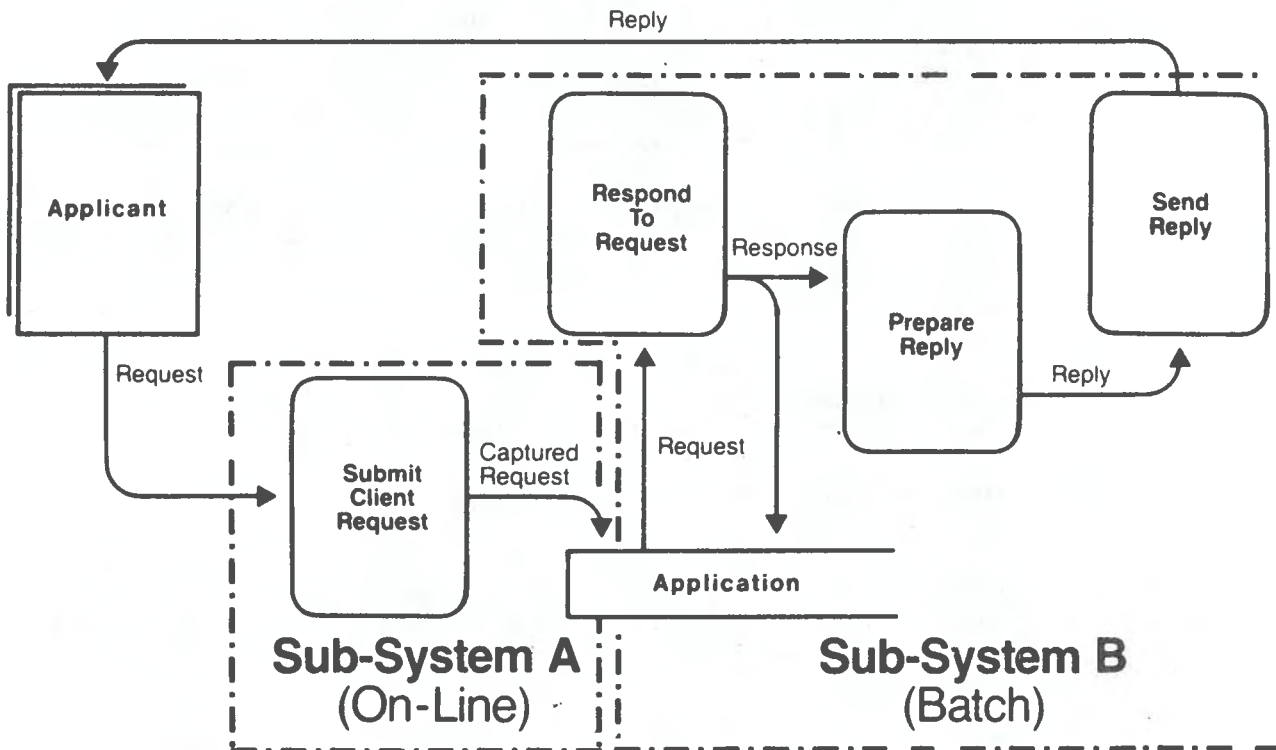 Reply
Applicant
Respond
To
Request
Send
Reply
Response
Prepare
Reply
Request
Reply
Submit
Client
Request
Captured
Request
Request
Application
Sub-System A
(On-Line)
Sub-System B
(Batch)